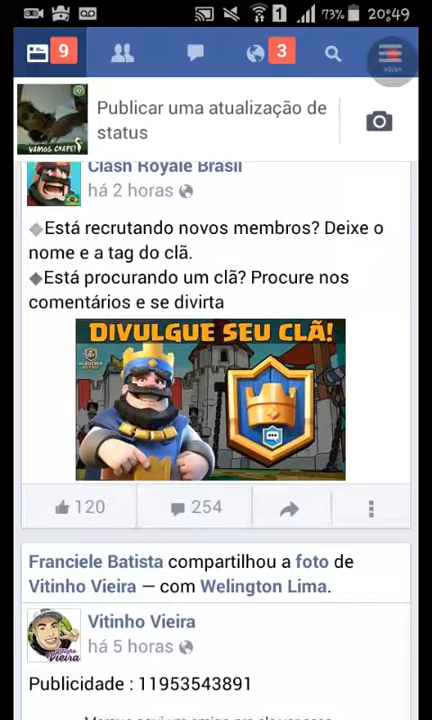 73% 20:49
9
3
Publicar uma atualização de
status
VAMOS CHAPE!
Clash Royale Brasil
há 2 horas
Está recrutando novos membros? Deixe o
nome e a tag do clã.
Está procurando um clã? Procure nos
comentários e se divirta
DIVULGUE SEU CLÃ!
120
254
Franciele Batista compartilhou a foto de
Vitinho Vieira — com Welington Lima.
Vitinho Vieira
há 5 horas
Publicidade : 11953543891